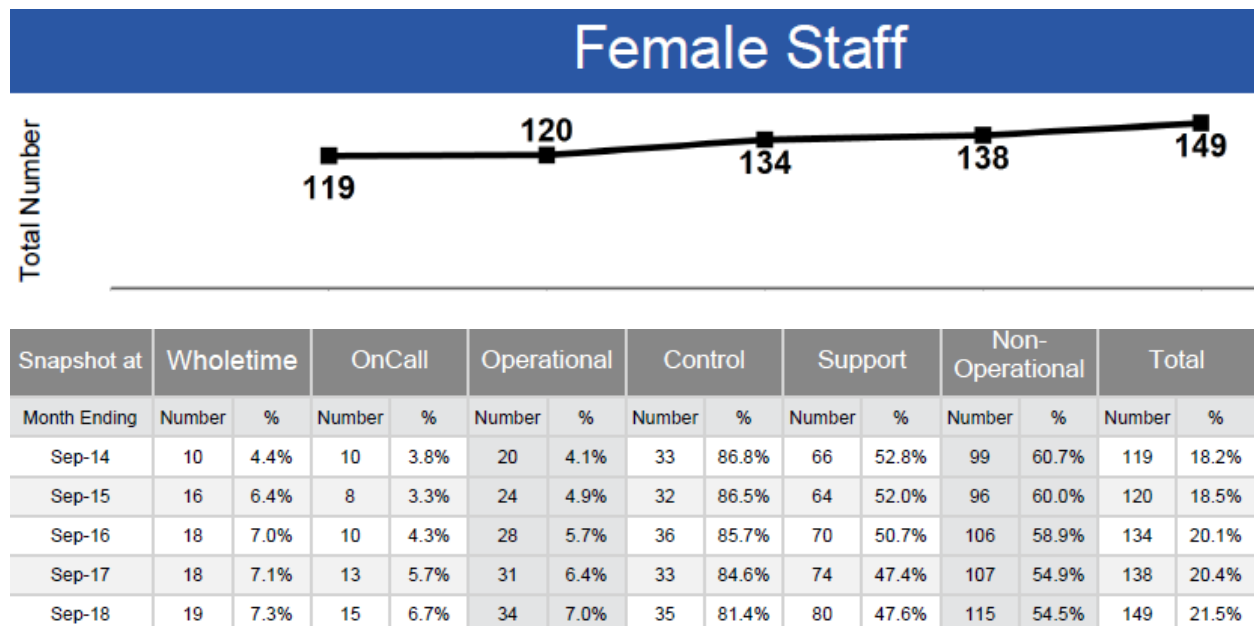 Female Staff
Total Number
119
120
134
138
149
Snapshot at Wholetime OnCall Operational Control Support Non-Operational Total
Month Ending Number % Number % Number % Number % Number % Number % Number %
Sep-14 10 4.4% 10 3.8% 20 4.1% 33 86.8% 66 52.8% 99 60.7% 119 18.2%
Sep-15 16 6.4% 8 3.3% 24 4.9% 32 86.5% 64 52.0% 96 60.0% 120 18.5%
Sep-16 18 7.0% 10 4.3% 28 5.7% 36 85.7% 70 50.7% 106 58.9% 134 20.1%
Sep-17 18 7.1% 13 5.7% 31 6.4% 33 84.6% 74 47.4% 107 54.9% 138 20.4%
Sep-18 19 7.3% 15 6.7% 34 7.0% 35 81.4% 80 47.6% 115 54.5% 149 21.5%